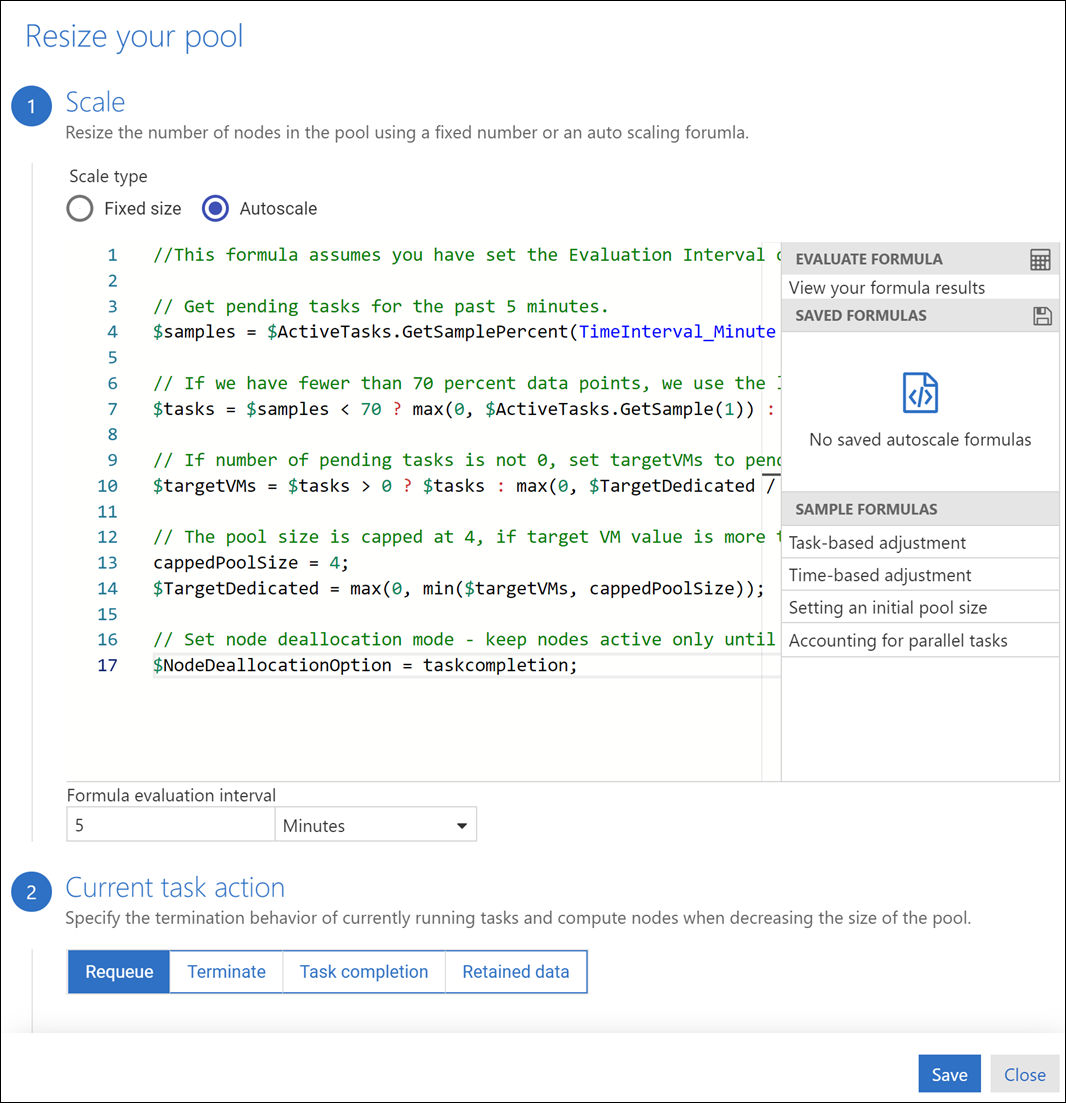 Resize your pool
1
Scale
Resize the number of nodes in the pool using a fixed number or an auto scaling forumla.
Scale type
Fixed size
Autoscale
1 //This formula assumes you have set the Evaluation Interval
2
3 // Get pending tasks for the past 5 minutes.
4 $samples = $ActiveTasks.GetSamplePercent(TimeInterval_Minute
5
6 // If we have fewer than 70 percent data points, we use the
7 $tasks = $samples < 70 ? max(0, $ActiveTasks.GetSample(1)) :
8
9 // If number of pending tasks is not 0, set targetVMs to pend
10 $targetVMs = $tasks > 0 ? $tasks : max(0, $TargetDedicated /
11
12 // The pool size is capped at 4, if target VM value is more
13 cappedPoolSize = 4;
14 $TargetDedicated = max(0, min($targetVMs, cappedPoolSize));
15
16 // Set node deallocation mode - keep nodes active only until
17 $NodeDeallocationOption = taskcompletion;
EVALUATE FORMULA
View your formula results
SAVED FORMULAS
</>
No saved autoscale formulas
SAMPLE FORMULAS
Task-based adjustment
Time-based adjustment
Setting an initial pool size
Accounting for parallel tasks
Formula evaluation interval
5 Minutes
2
Current task action
Specify the termination behavior of currently running tasks and compute nodes when decreasing the size of the pool.
Requeue Terminate Task completion Retained data
Save Close